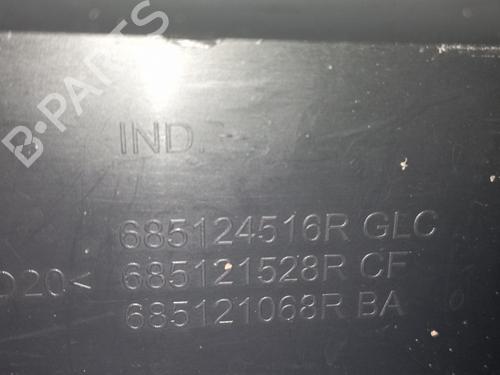 B-PARTS
IND.
685124516R GLC
D20< 685121528R CF
685121068R BA